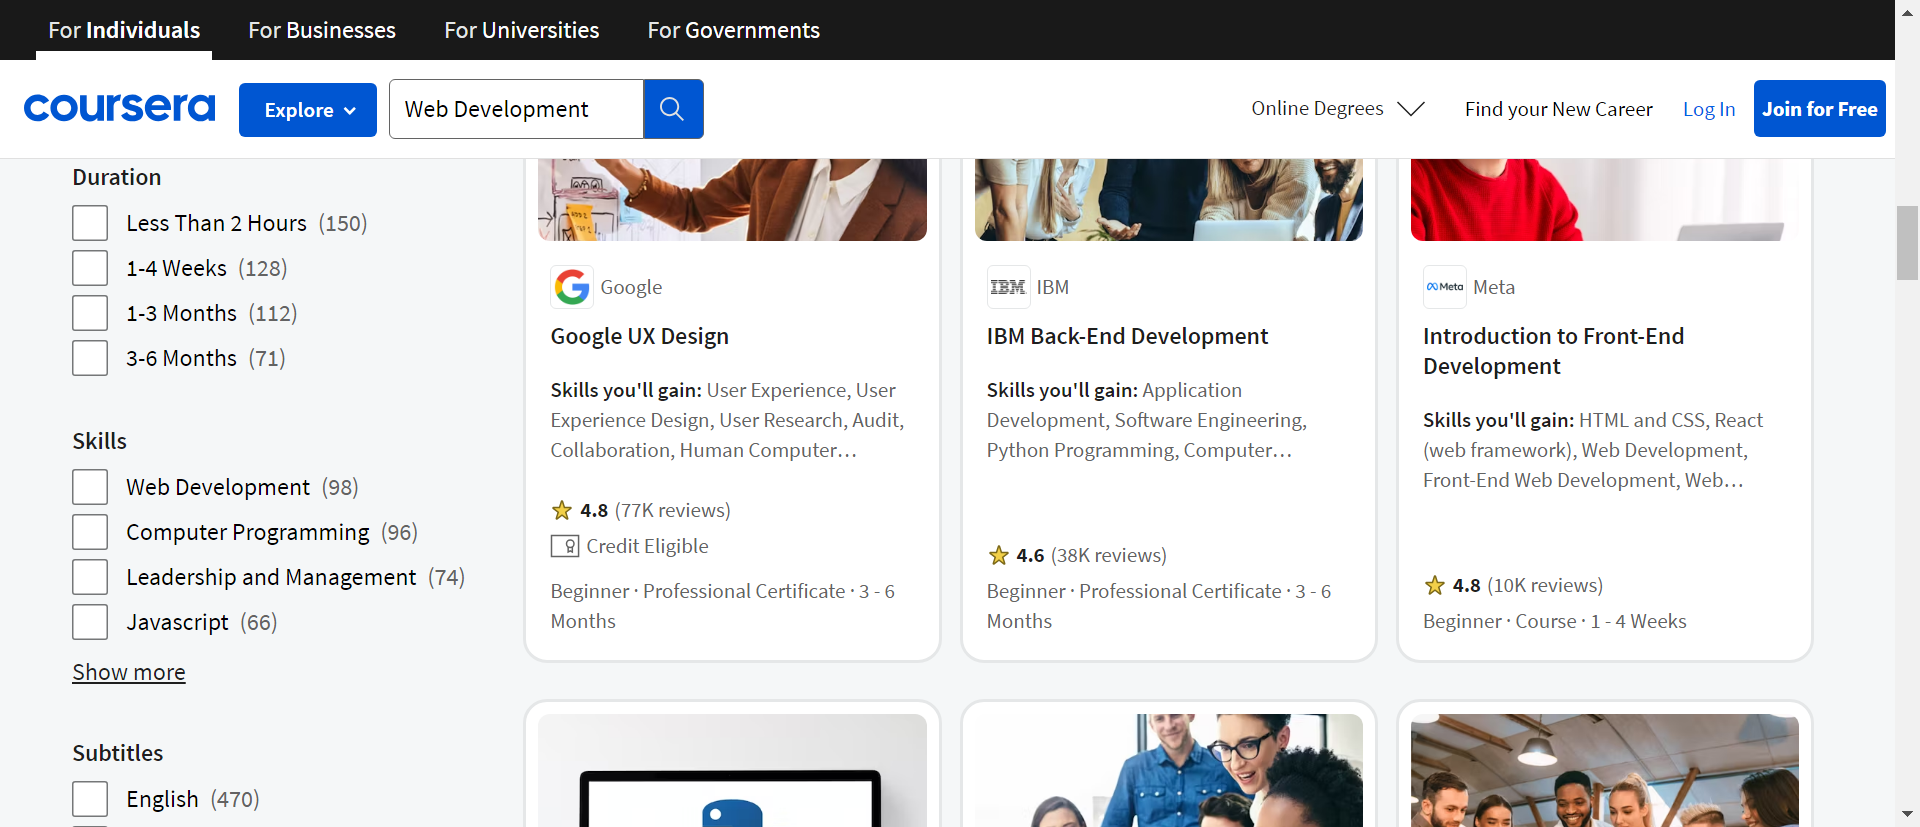 For Individuals
For Businesses
For Universities
For Governments
coursera
Explore
Web Development
Online Degrees
Find your New Career
Log In
Join for Free
Duration
Less Than 2 Hours (150)
1-4 Weeks (128)
1-3 Months (112)
3-6 Months (71)
Skills
Web Development (98)
Computer Programming (96)
Leadership and Management (74)
Javascript (66)
Show more
Subtitles
English (470)
Google
Google UX Design
Skills you'll gain: User Experience, User
Experience Design, User Research, Audit,
Collaboration, Human Computer…
4.8 (77K reviews)
Credit Eligible
Beginner · Professional Certificate · 3 - 6
Months
IBM
IBM
IBM Back-End Development
Skills you'll gain: Application
Development, Software Engineering,
Python Programming, Computer…
4.6 (38K reviews)
Beginner · Professional Certificate · 3 - 6
Months
Meta
Meta
Introduction to Front-End
Development
Skills you'll gain: HTML and CSS, React
(web framework), Web Development,
Front-End Web Development, Web…
4.8 (10K reviews)
Beginner · Course · 1 - 4 Weeks